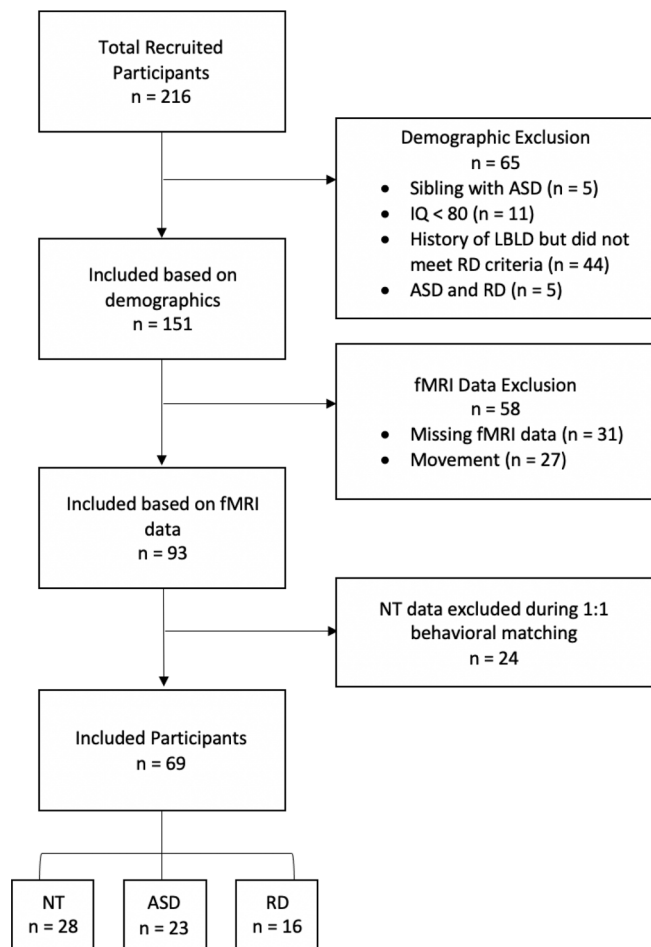 Total Recruited
Participants
n = 216
Demographic Exclusion
n = 65
• Sibling with ASD (n = 5)
• IQ < 80 (n = 11)
• History of LBLD but did not
meet RD criteria (n = 44)
• ASD and RD (n = 5)
Included based on
demographics
n = 151
fMRI Data Exclusion
n = 58
• Missing fMRI data (n = 31)
• Movement (n = 27)
Included based on fMRI
data
n = 93
NT data excluded during 1:1
behavioral matching
n = 24
Included Participants
n = 69
NT
n = 28
ASD
n = 23
RD
n = 16